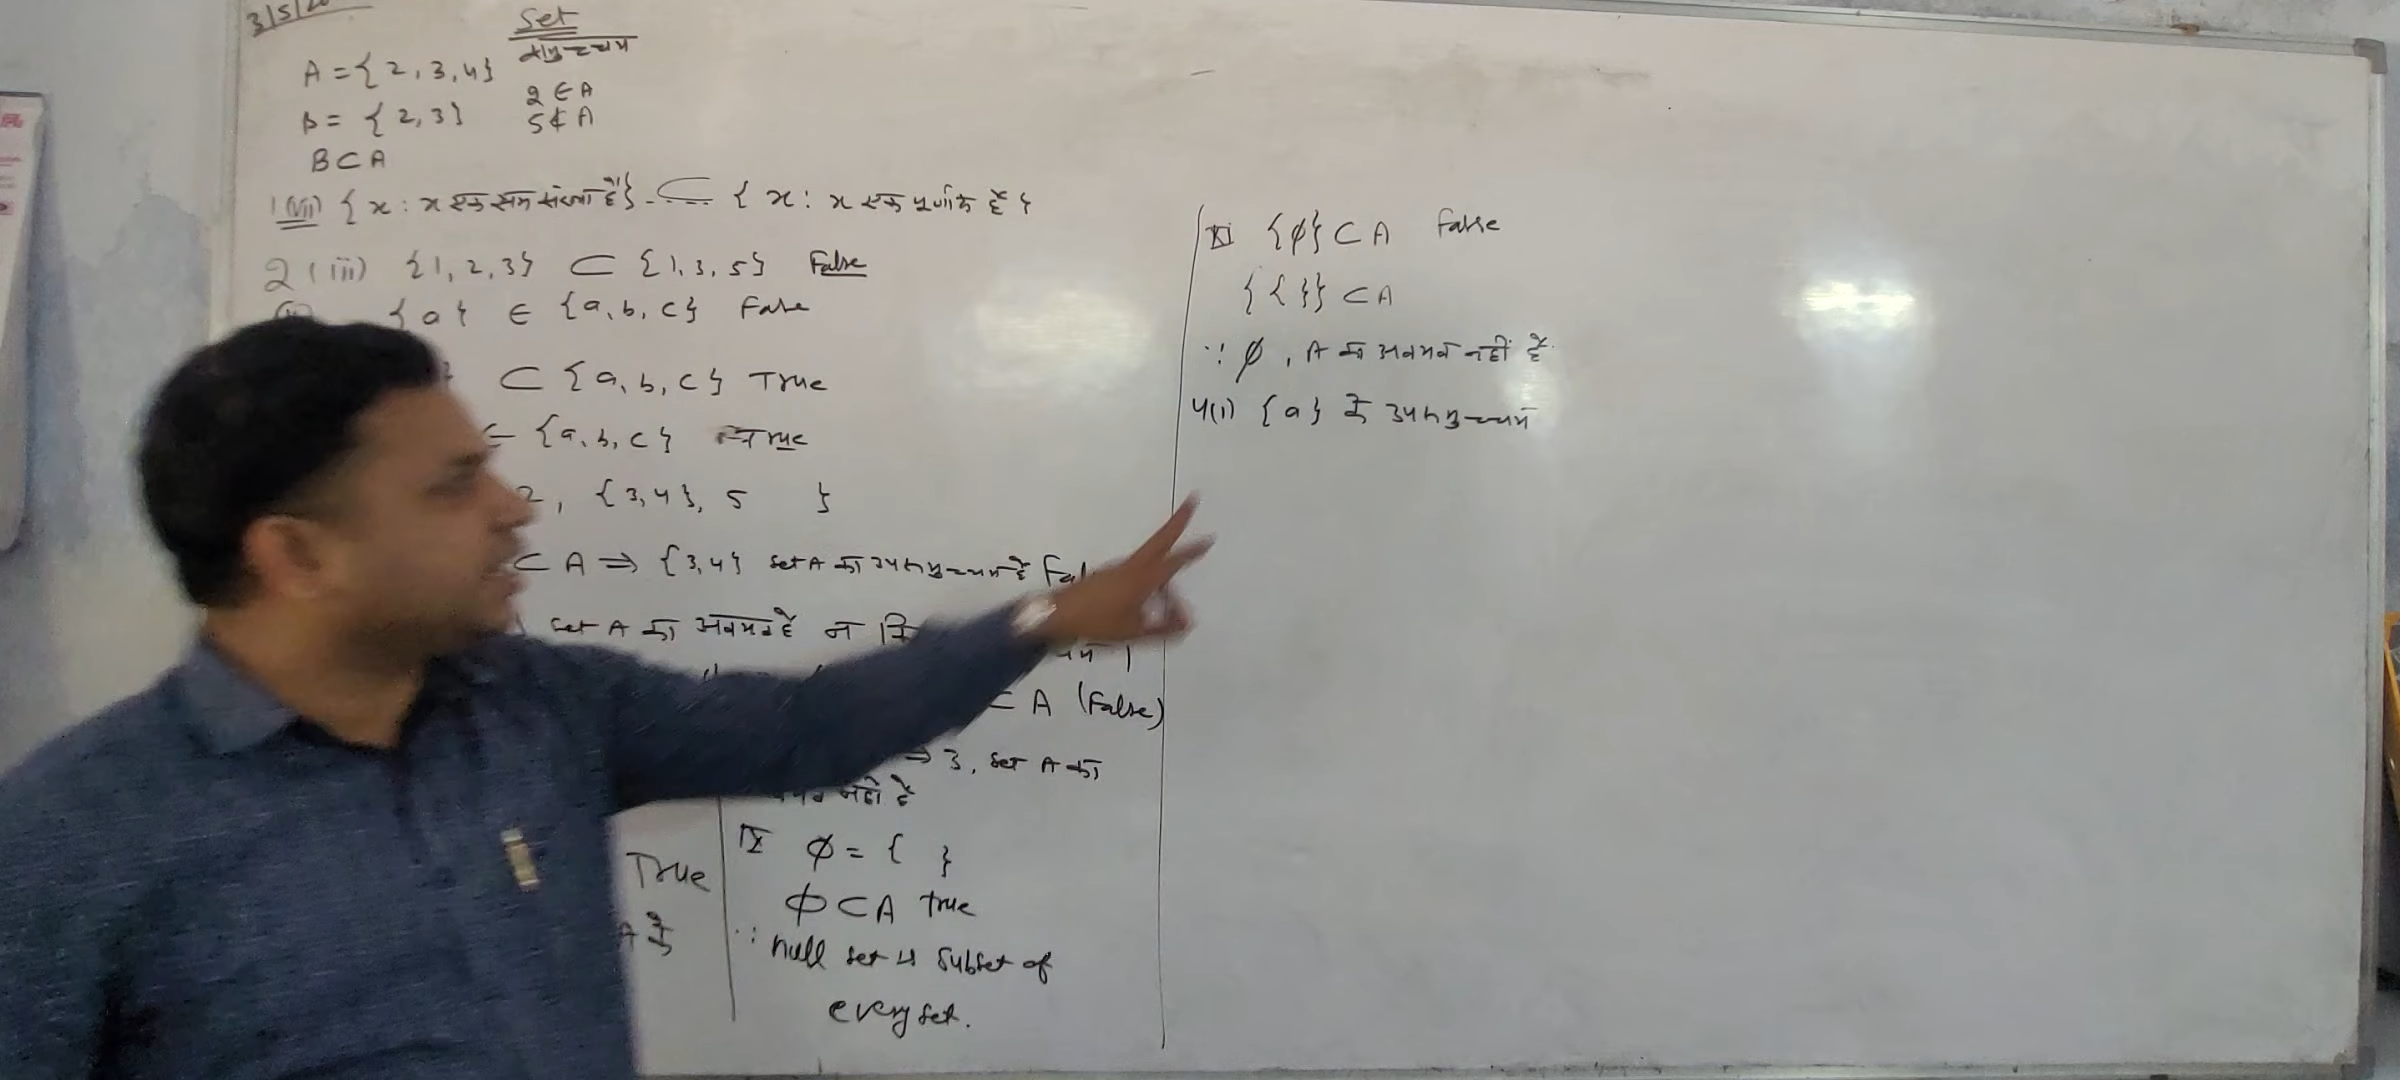 3/5/20
Set
समुच्चय
A = { 2, 3, 4}
B = { 2, 3}
B ⊂ A
2 ∈ A
5 ∉ A
1 (vii) { x : x एक सम संख्या है} ⊂ { x : x एक पूर्णांक है }
2 (iii) {1, 2, 3} ⊂ {1, 3, 5} False
{a} ∈ {a, b, c} False
⊂ {a, b, c} True
{a, b, c} True
2, {3, 4}, 5 }
⊂ A ⇒ {3, 4} set A का उपसमुच्चय है
set A का अवयव है न
⊂ A (False)
⇒ 3, set A का
नहीं है
True
A के
IX φ = { }
φ ⊂ A true
∵ null set is subset of
every set.
XI {φ} ⊂ A False
{ { }} ⊂ A
∵ φ, A का अवयव नहीं है.
4(i) {a} के उपसमुच्चय